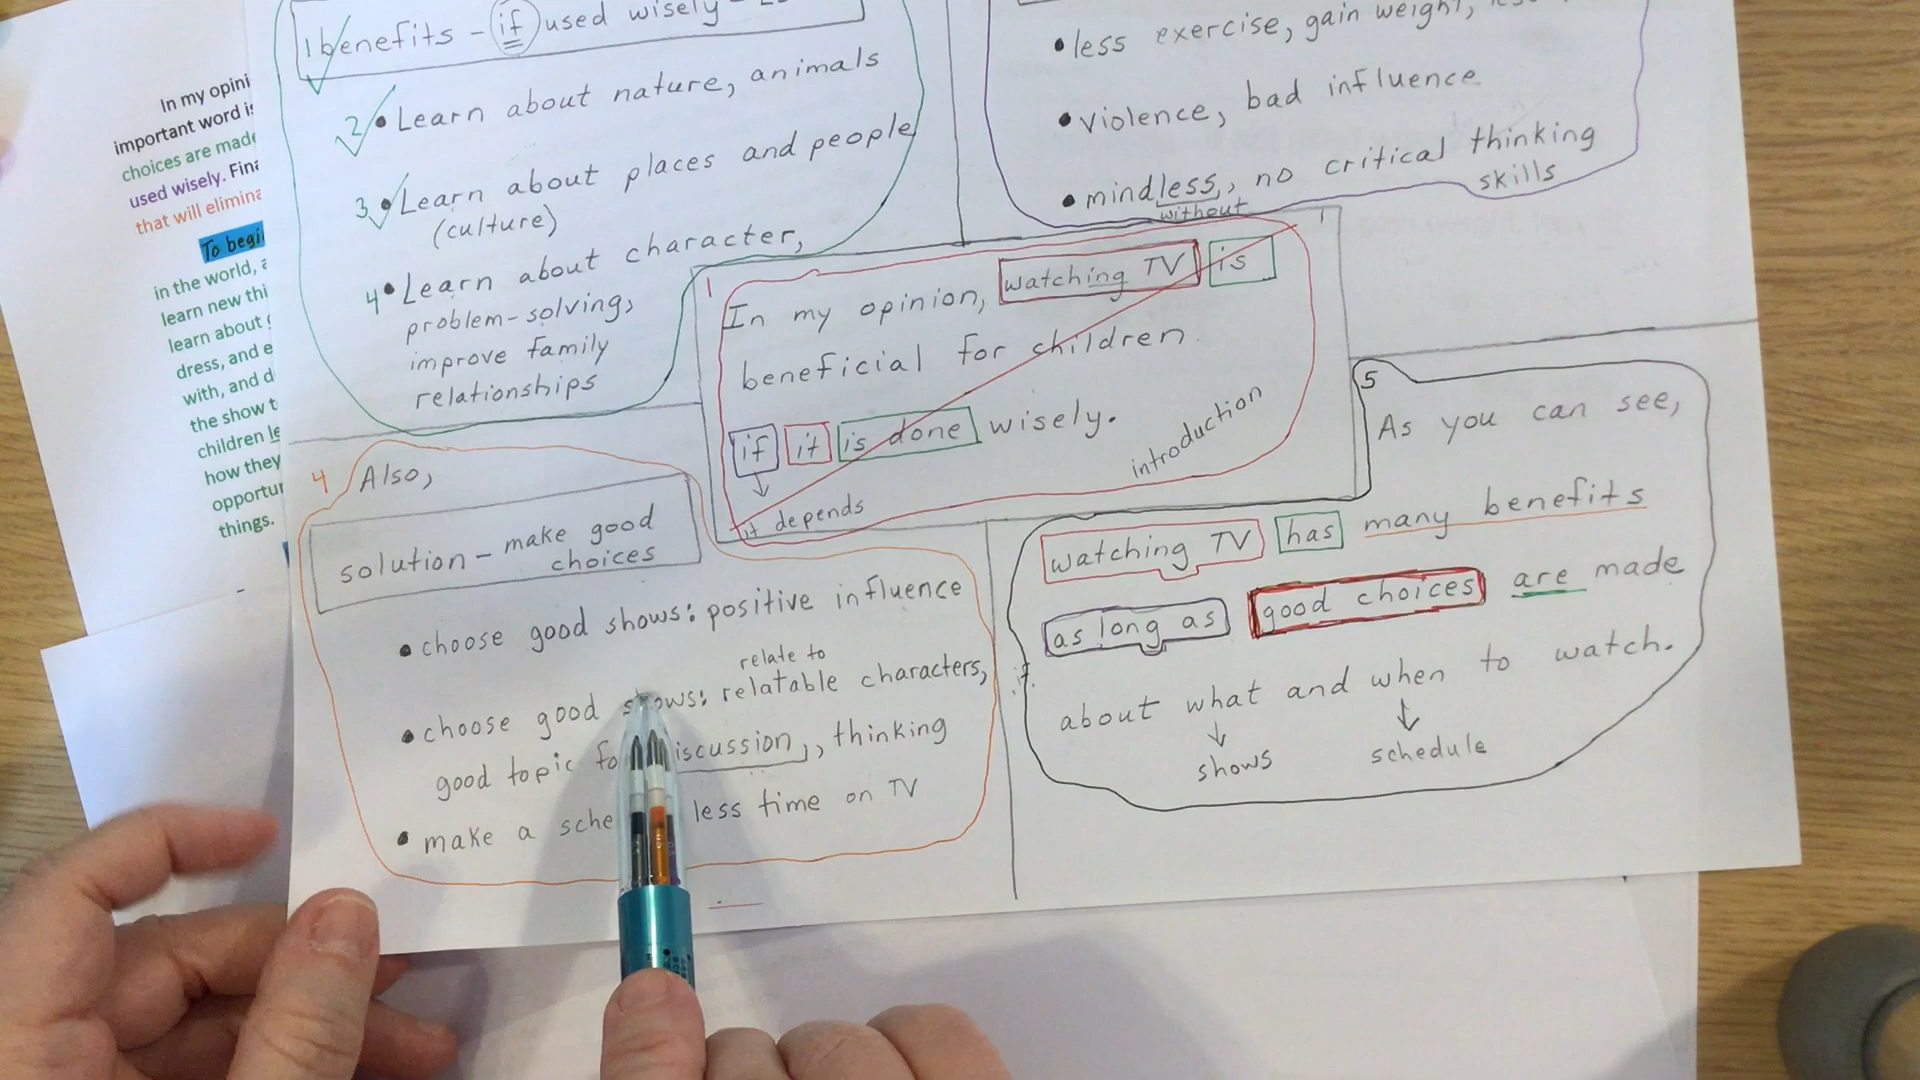 In my opini
important word is
choices are made
used wisely. Fina
that will elimina
To begi
in the world, a
learn new thi
learn about
dress, and e
with, and d
the show t
children le
how they
opportur
things.
1 benefits - if used wisely -
2 • Learn about nature, animals
3 • Learn about places and people
(culture)
4 • Learn about character,
problem-solving,
improve family
relationships
• less exercise, gain weight,
• violence, bad influence
• mindless, no critical thinking
skills
without
1
In my opinion, watching TV is
beneficial for children
if it is done wisely.
it depends
introduction
4 Also,
solution - make good
choices
• choose good shows: positive influence
relate to
• choose good shows: relatable characters,
good topic fo iscussion, thinking
• make a sche less time on TV
5
As you can see,
watching TV has many benefits
as long as good choices are made
if
about what and when to watch.
shows schedule